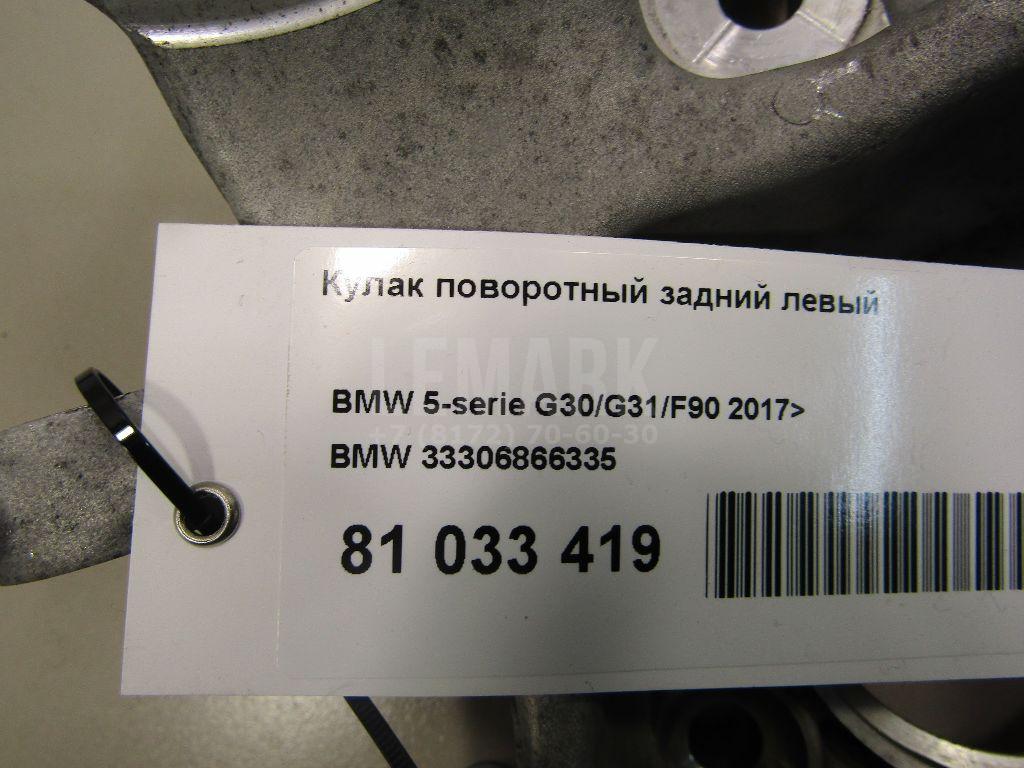 Кулак поворотный задний левый
LEMARK
BMW 5-serie G30/G31/F90 2017>
+7 (8172) 70-60-30
BMW 33306866335
81 033 419